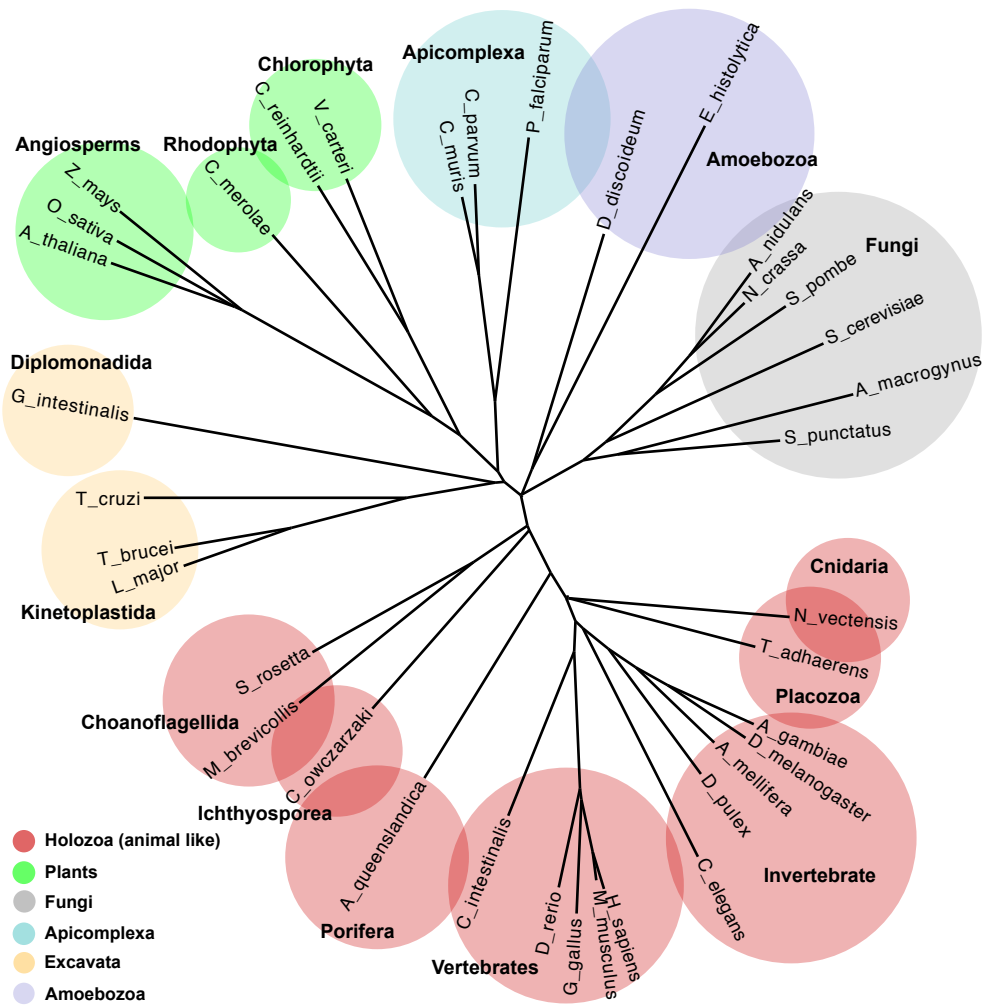 Apicomplexa
C_parvum
C_muris
P_falciparum
E_histolytica
D_discoideum
Amoebozoa
Chlorophyta
C_reinhardtii
V_carteri
Rhodophyta
C_merolae
Angiosperms
Z_mays
O_sativa
A_thaliana
A_nidulans
N_crassa
Fungi
S_pombe
S_cerevisiae
A_macrogynus
S_punctatus
Diplomonadida
G_intestinalis
T_cruzi
T_brucei
L_major
Kinetoplastida
Cnidaria
N_vectensis
T_adhaerens
Placozoa
S_rosetta
Choanoflagellida
M_brevicollis
C_owczarzaki
Ichthyosporea
A_queenslandica
Porifera
C_intestinalis
D_rerio
G_gallus
M_musculus
H_sapiens
Vertebrates
A_gambiae
D_melanogaster
A_mellifera
D_pulex
C_elegans
Invertebrate
Holozoa (animal like)
Plants
Fungi
Apicomplexa
Excavata
Amoebozoa